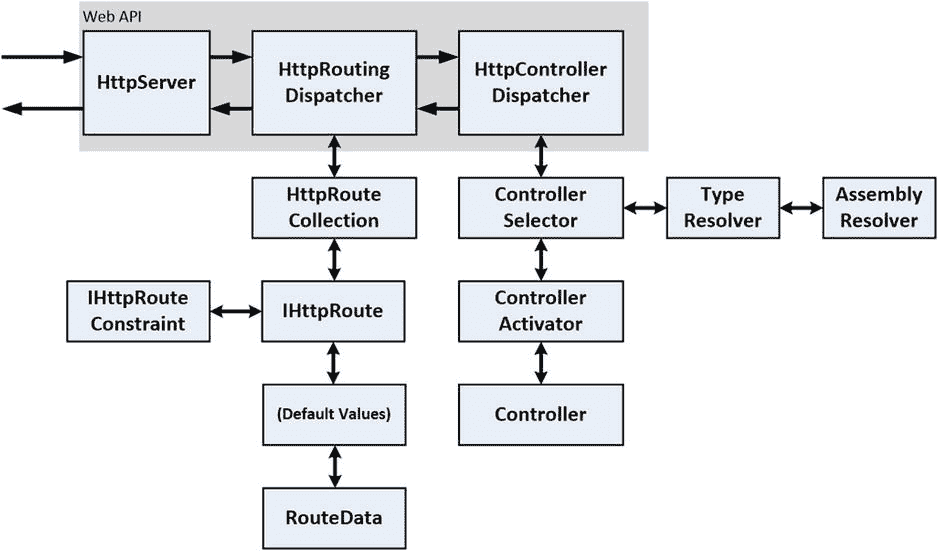 Web API
HttpServer
HttpRouting
Dispatcher
HttpController
Dispatcher
HttpRoute
Collection
Controller
Selector
Type
Resolver
Assembly
Resolver
IHttpRoute
Constraint
IHttpRoute
Controller
Activator
(Default Values)
Controller
RouteData